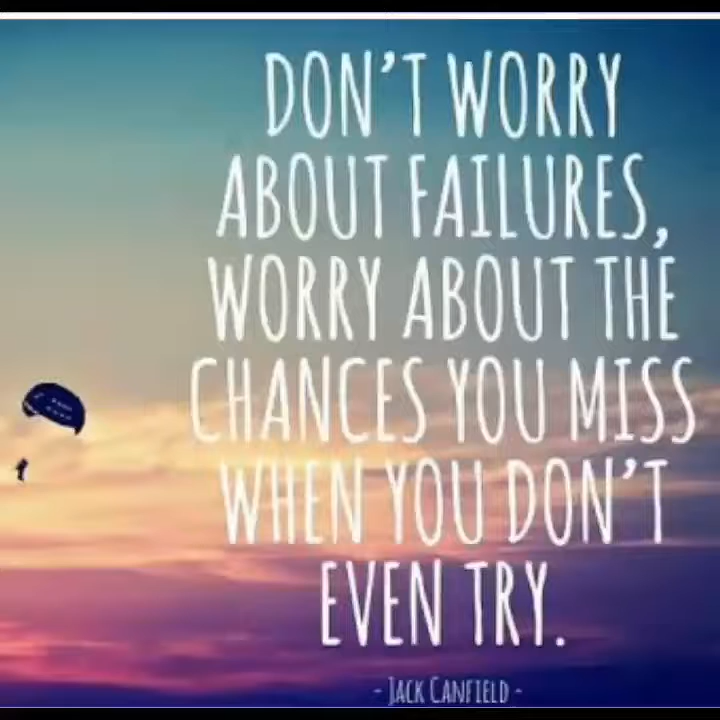 DON'T WORRY
ABOUT FAILURES,
WORRY ABOUT THE
CHANCES YOU MISS
WHEN YOU DON'T
EVEN TRY.
- JACK CANFIELD -